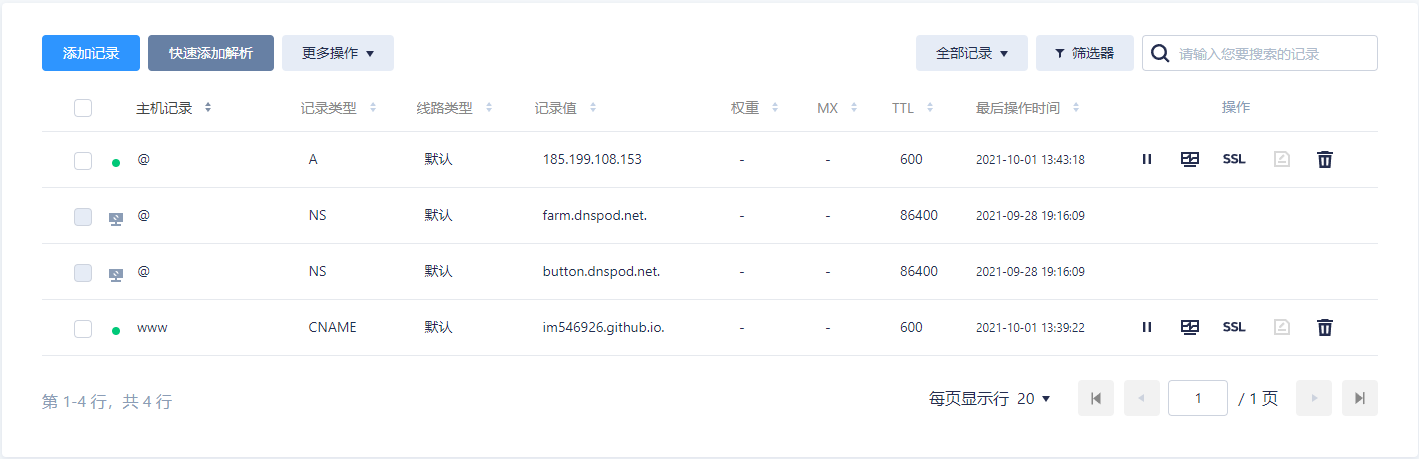 添加记录 快速添加解析 更多操作 全部记录 筛选器 请输入您要搜索的记录
主机记录 记录类型 线路类型 记录值 权重 MX TTL 最后操作时间 操作
@ A 默认 185.199.108.153 - - 600 2021-10-01 13:43:18 SSL
@ NS 默认 farm.dnspod.net. - - 86400 2021-09-28 19:16:09
@ NS 默认 button.dnspod.net. - - 86400 2021-09-28 19:16:09
www CNAME 默认 im546926.github.io. - - 600 2021-10-01 13:39:22 SSL
第 1-4 行，共 4 行 每页显示行 20 1 / 1 页